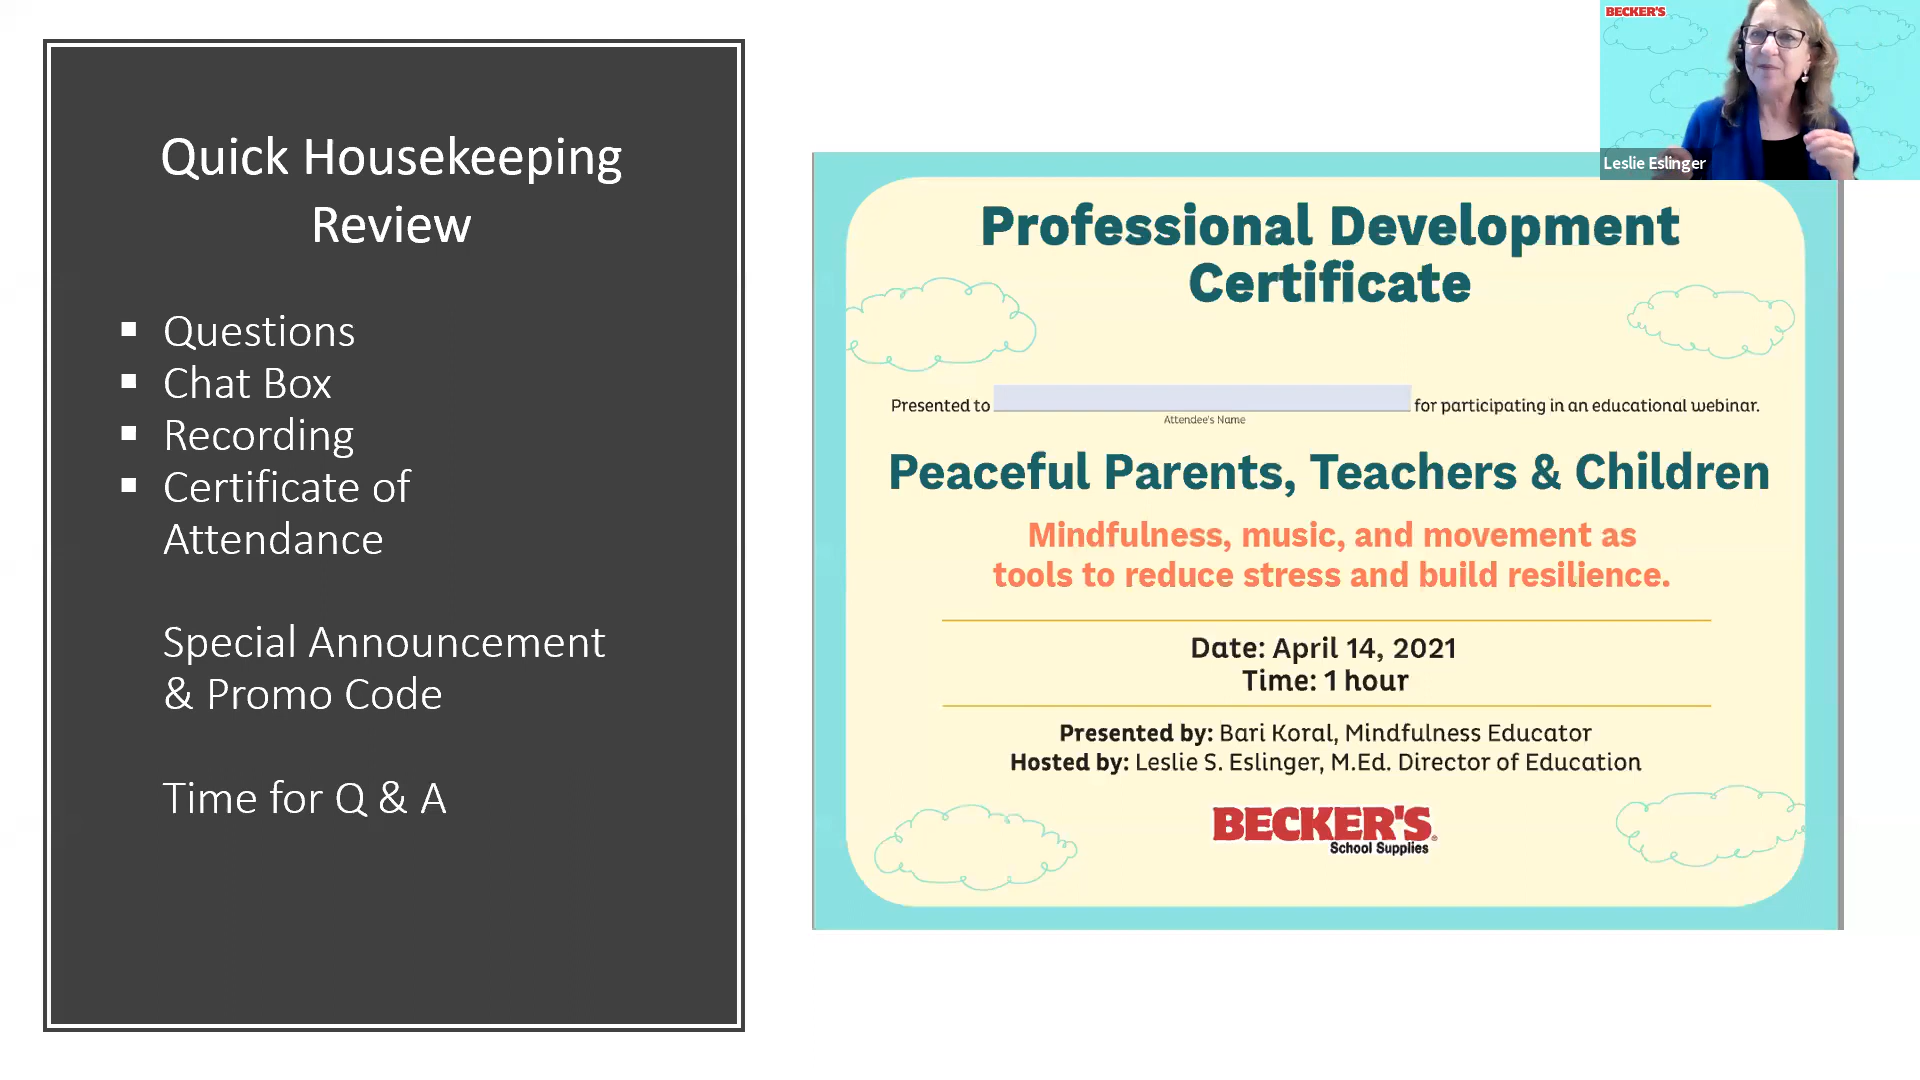 Quick Housekeeping
Review
▪ Questions
▪ Chat Box
▪ Recording
▪ Certificate of
Attendance
Special Announcement
& Promo Code
Time for Q & A
BECKER'S
Leslie Eslinger
Professional Development
Certificate
Presented to for participating in an educational webinar.
Attendee's Name
Peaceful Parents, Teachers & Children
Mindfulness, music, and movement as
tools to reduce stress and build resilience.
Date: April 14, 2021
Time: 1 hour
Presented by: Bari Koral, Mindfulness Educator
Hosted by: Leslie S. Eslinger, M.Ed. Director of Education
BECKER'S®
School Supplies